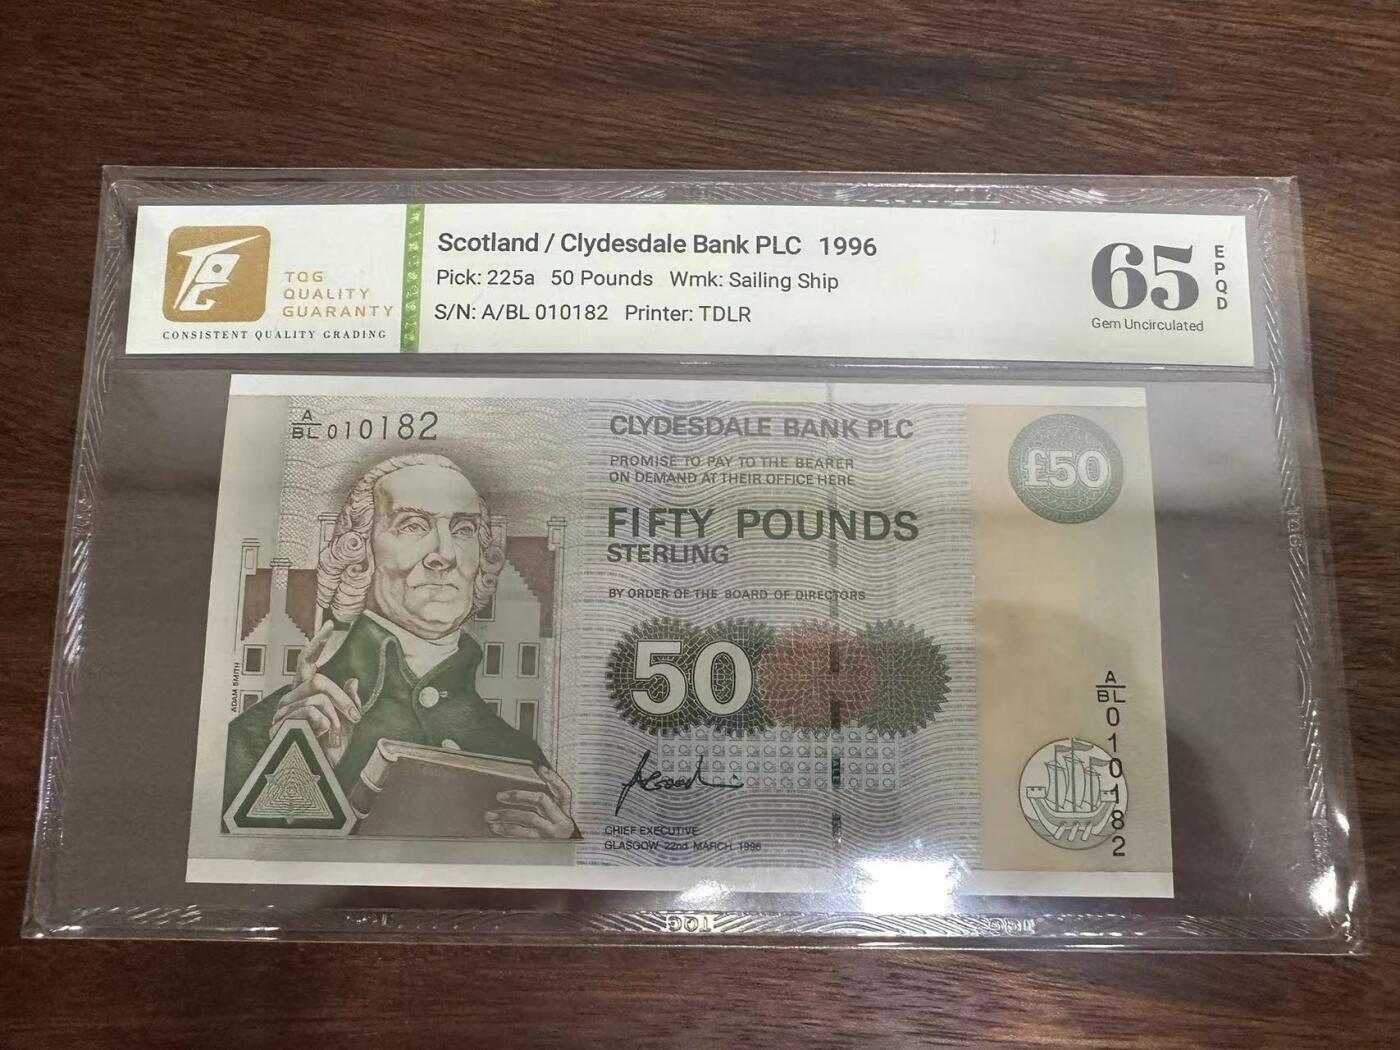 TQG
QUALITY
GUARANTY
CONSISTENT QUALITY GRADING
Scotland / Clydesdale Bank PLC 1996
Pick: 225a 50 Pounds Wmk: Sailing Ship
S/N: A/BL 010182 Printer: TDLR
65
EPQD
Gem Uncirculated
A
BL 010182
CLYDESDALE BANK PLC
PROMISE TO PAY TO THE BEARER
ON DEMAND AT THEIR OFFICE HERE
FIFTY POUNDS
STERLING
BY ORDER OF THE BOARD OF DIRECTORS
£50
50
ADAM SMITH
CHIEF EXECUTIVE
GLASGOW 22nd MARCH 1996
A
BL
010182
TQG